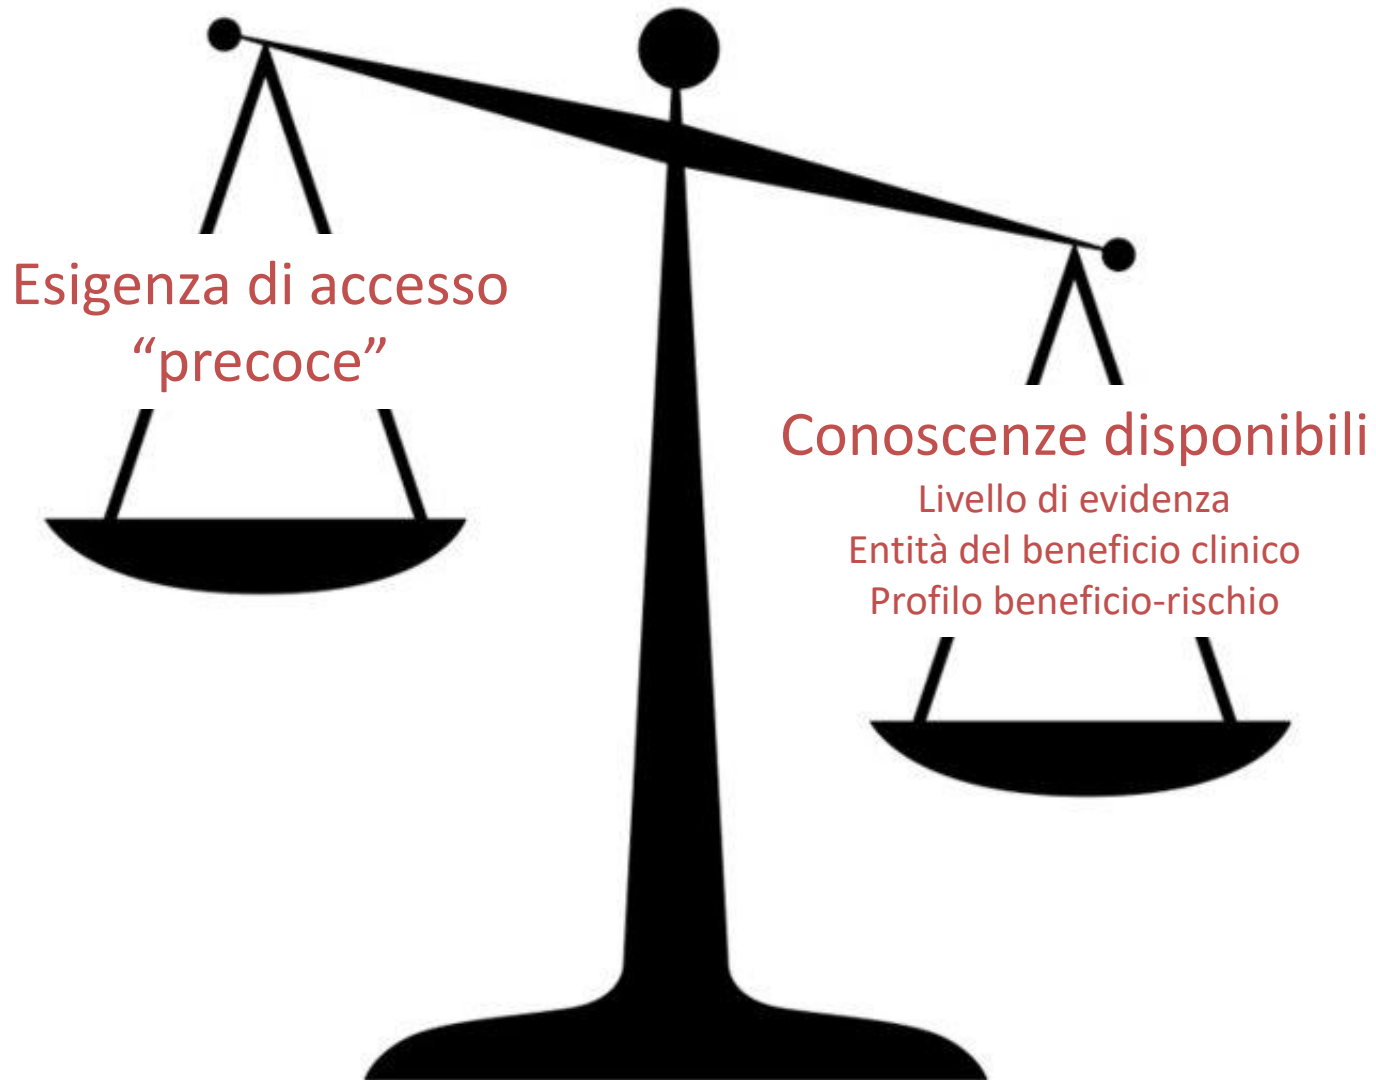 Esigenza di accesso
“precoce”
Conoscenze disponibili
Livello di evidenza
Entità del beneficio clinico
Profilo beneficio-rischio